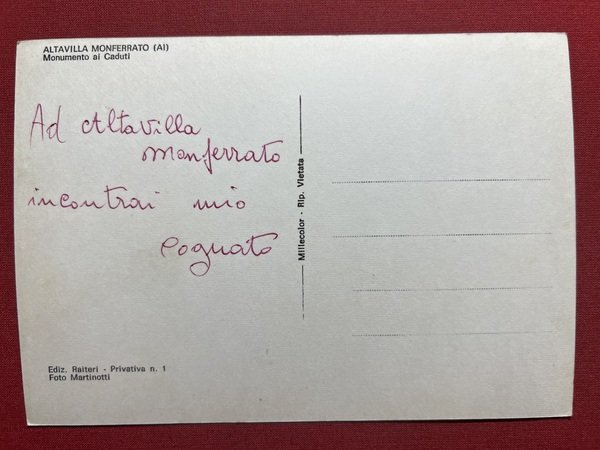 ALTAVILLA MONFERRATO (Al)
Monumento ai Caduti
Ad Altavilla
monferrato
incontrai mio
cognato
Millecolor - Rip. Vietata
Ediz. Raiteri - Privativa n. 1
Foto Martinotti